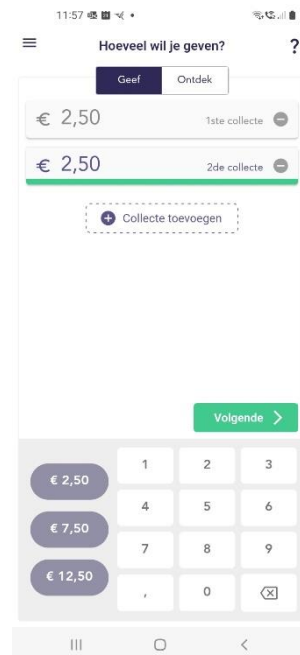 11:57
Hoeveel wil je geven? ?
Geef Ontdek
€ 2,50 1ste collecte
€ 2,50 2de collecte
Collecte toevoegen
Volgende
€ 2,50
€ 7,50
€ 12,50
1 2 3
4 5 6
7 8 9
, 0